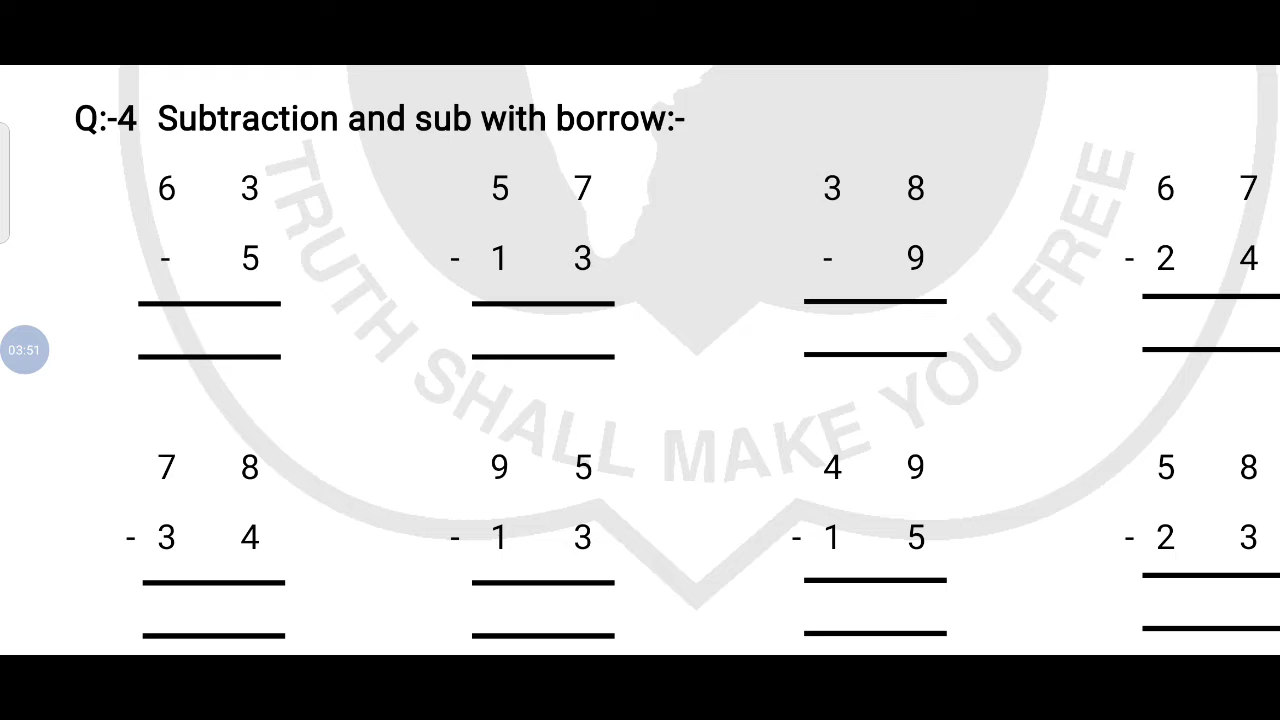 Q:-4 Subtraction and sub with borrow:-
6 3 5 7 3 8 6 7
- 5 - 1 3 - 9 - 2 4
03:51
7 8 9 5 4 9 5 8
- 3 4 - 1 3 - 1 5 - 2 3
TRUTH SHALL MAKE YOU FREE